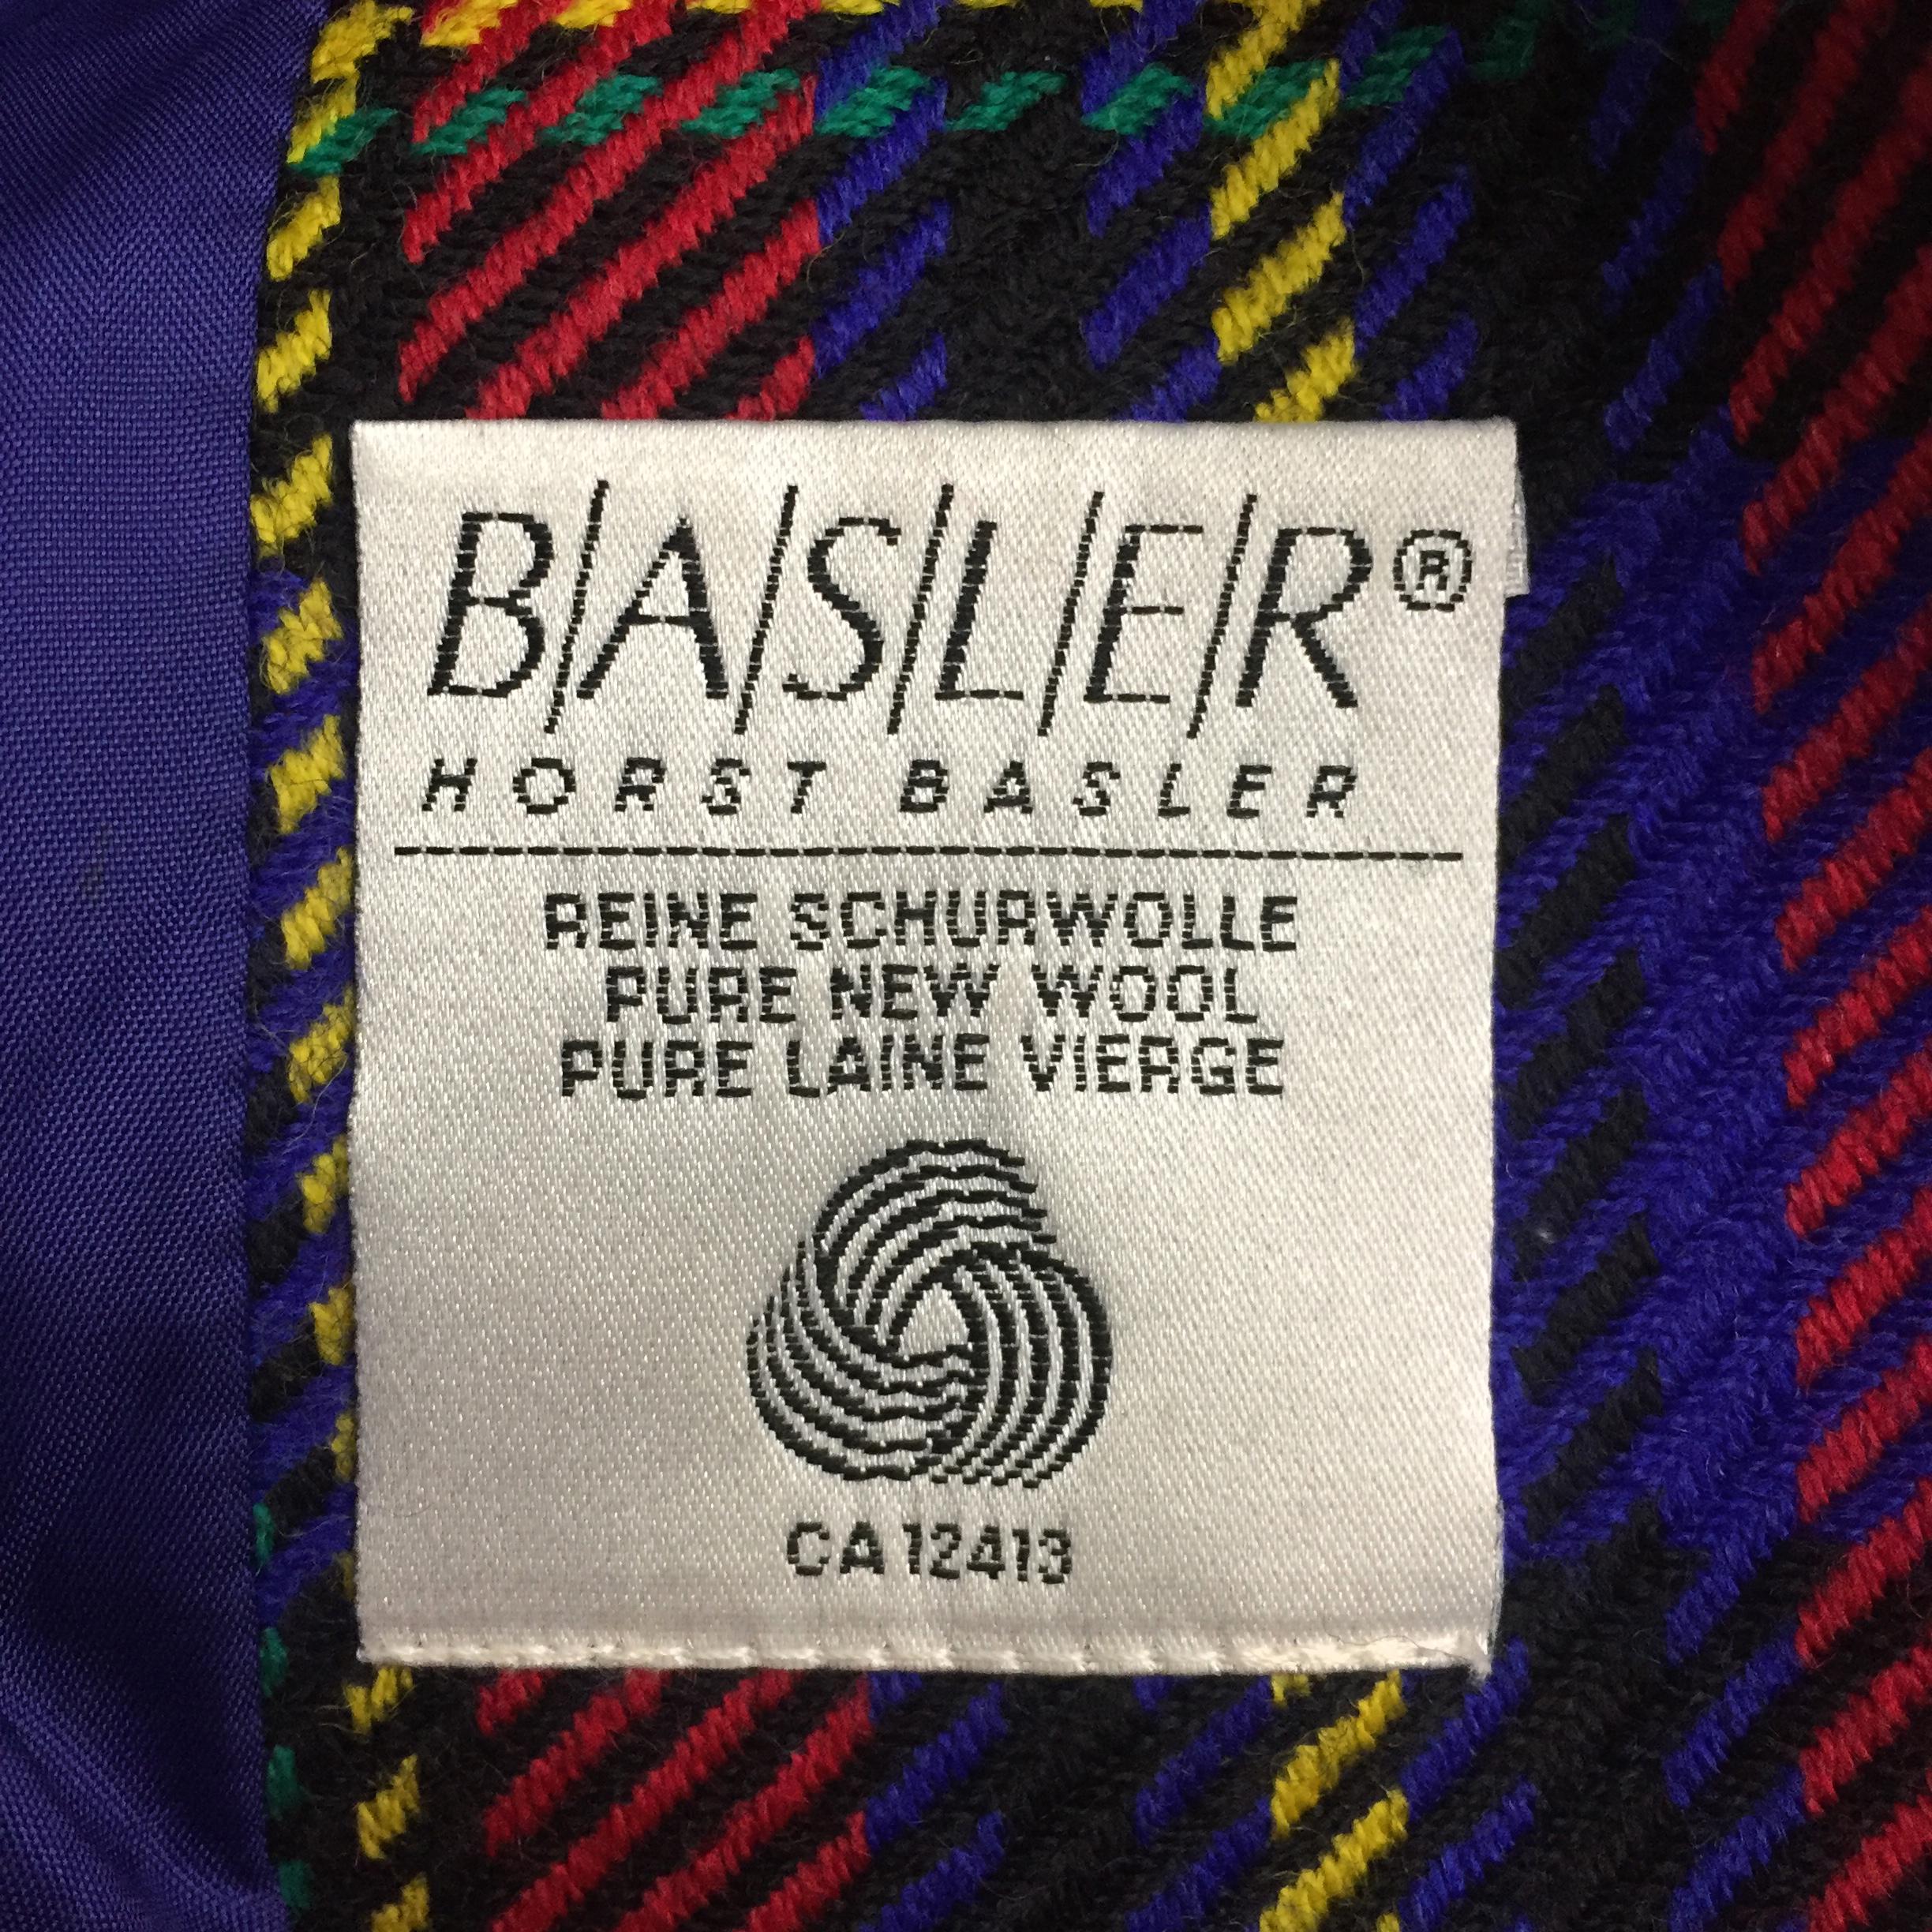 B/A/S/L/E/R®
HORST BASLER
REINE SCHURWOLLE
PURE NEW WOOL
PURE LAINE VIERGE
CA 12413